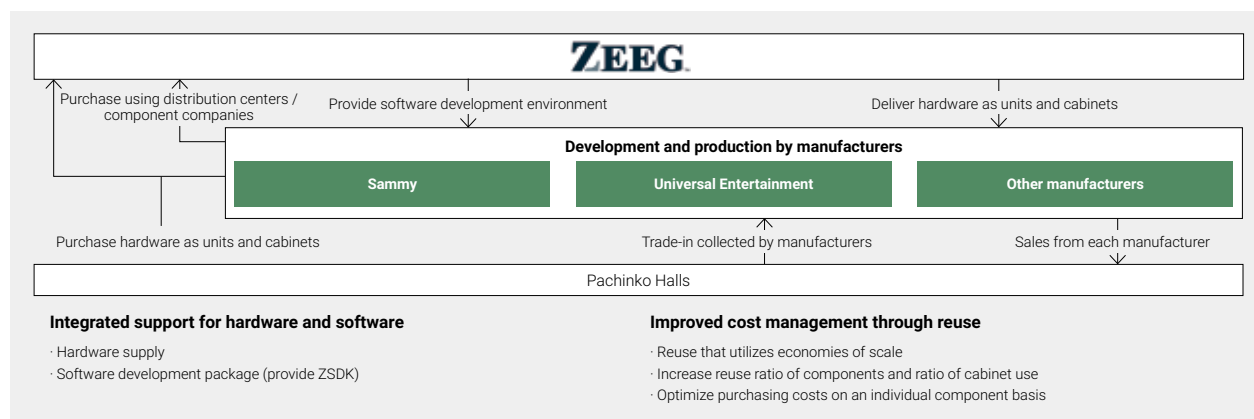 ZEEG™
Purchase using distribution centers /
component companies
Provide software development environment
Deliver hardware as units and cabinets
Development and production by manufacturers
Sammy
Universal Entertainment
Other manufacturers
Purchase hardware as units and cabinets
Trade-in collected by manufacturers
Sales from each manufacturer
Pachinko Halls
Integrated support for hardware and software
· Hardware supply
· Software development package (provide ZSDK)
Improved cost management through reuse
· Reuse that utilizes economies of scale
· Increase reuse ratio of components and ratio of cabinet use
· Optimize purchasing costs on an individual component basis